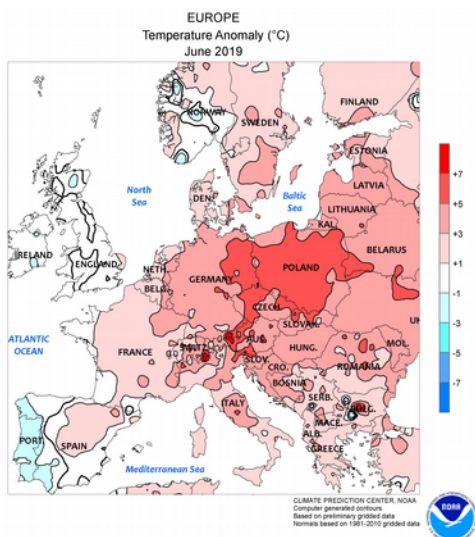 EUROPE
Temperature Anomaly (°C)
June 2019
FINLAND
NORWAY
SWEDEN
ESTONIA
North
Sea
Baltic
Sea
LATVIA
DEN.
LITHUANIA
KAL.
IRELAND
ENGLAND
NETH.
BELG.
GERMANY
POLAND
BELARUS
CZECH.
SLOVAK.
UK
ATLANTIC
OCEAN
FRANCE
SWITZ.
AUS.
HUNG.
MOL.
SLOV.
CRO.
ROMANIA
BOSNIA
SERB.
ITALY
BULG.
MACE.
ALB.
GREECE
PORT.
SPAIN
Mediterranean Sea
+7
+5
+3
+1
-1
-3
-5
-7
CLIMATE PREDICTION CENTER, NOAA
Computer generated contours
Based on preliminary gridded data
Normals based on 1981-2010 gridded data
NOAA